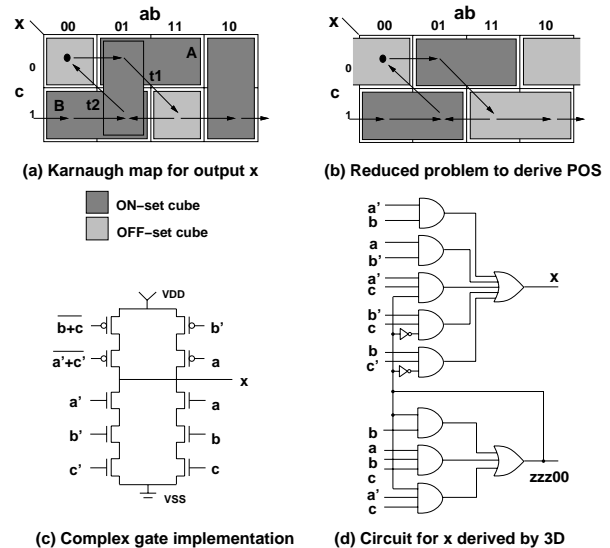 ab
x
00 01 11 10
A
0
t1
c
B t2
1
(a) Karnaugh map for output x
ab
x
00 01 11 10
0
c
1
(b) Reduced problem to derive POS
ON−set cube
OFF−set cube
VDD
b+c
b'
a'+c'
a
x
a'
a
b'
b
c'
c
VSS
(c) Complex gate implementation
a'
b
a
b'
a'
c
b'
c
b
c'
x
b
a
b
c
a'
c
zzz00
(d) Circuit for x derived by 3D